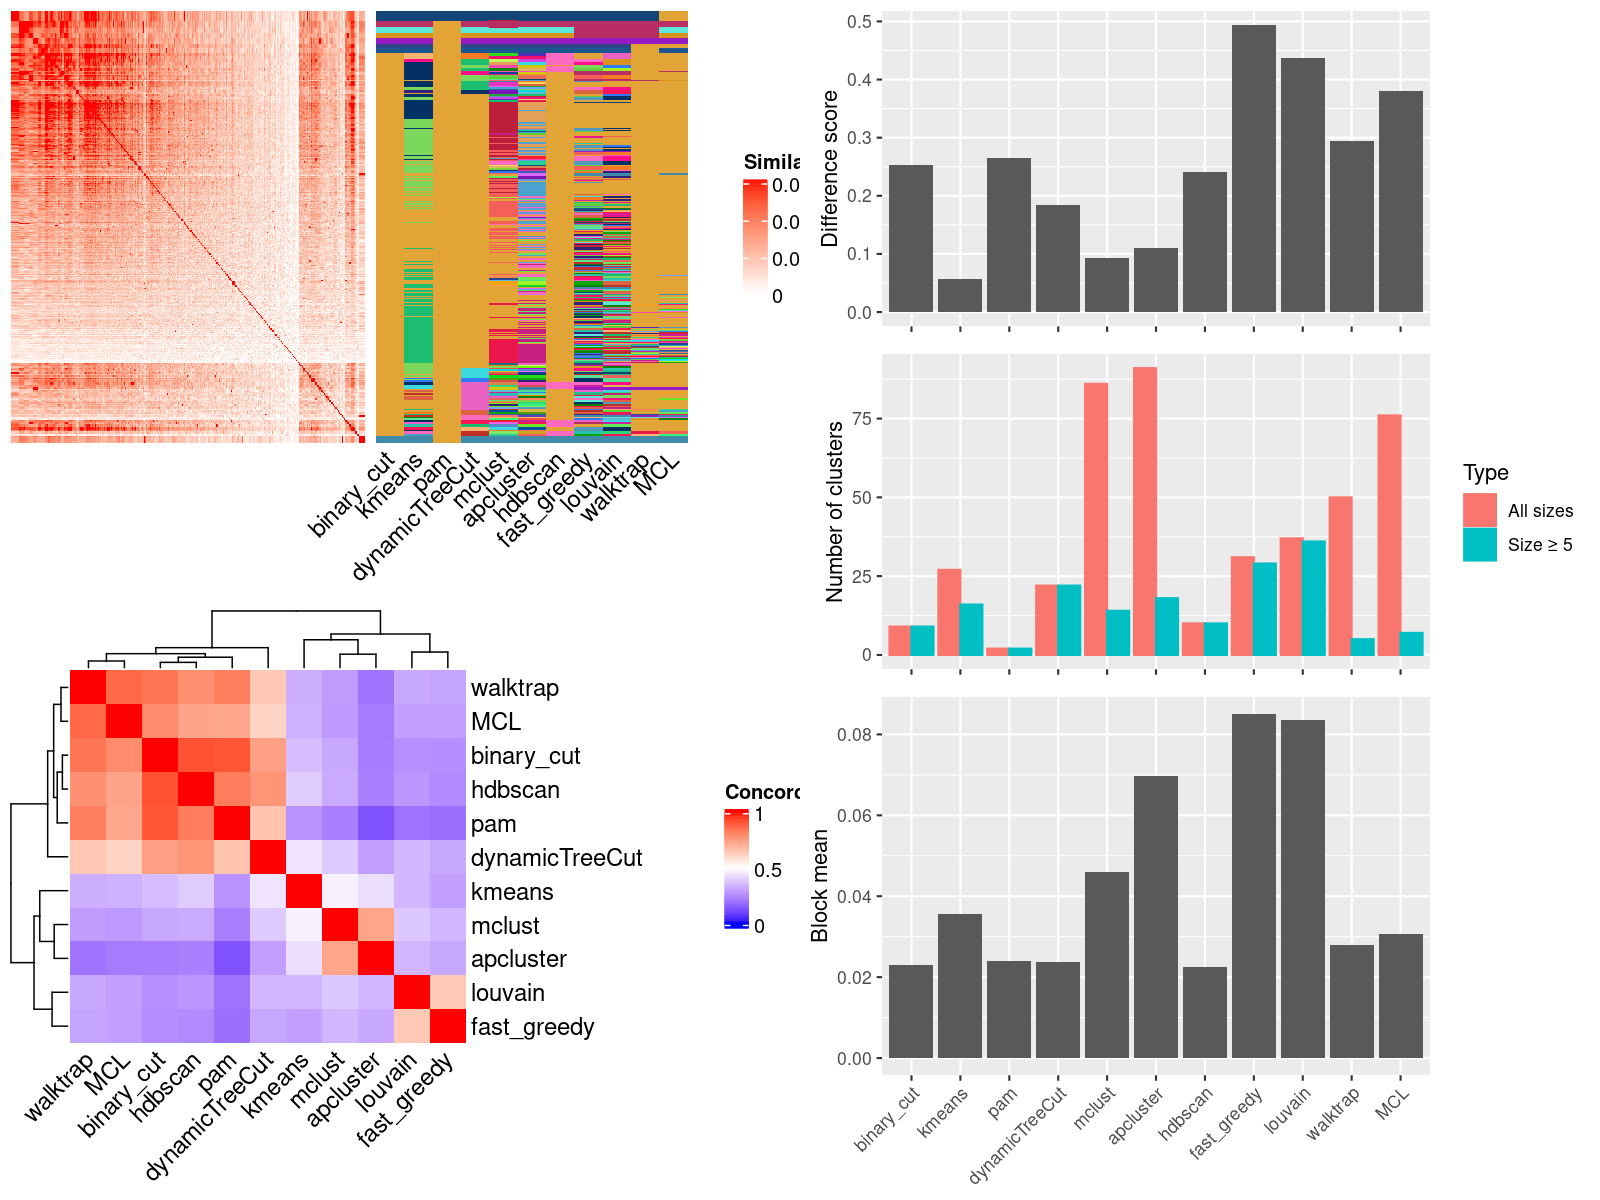 Simila
0.0
0.0
0.0
0
binary_cut
kmeans
pam
dynamicTreeCut
mclust
apcluster
hdbscan
fast_greedy
louvain
walktrap
MCL
walktrap
MCL
binary_cut
hdbscan
pam
dynamicTreeCut
kmeans
mclust
apcluster
louvain
fast_greedy
walktrap
MCL
binary_cut
hdbscan
pam
dynamicTreeCut
kmeans
mclust
apcluster
louvain
fast_greedy
Concord
1
0.5
0
Difference score
0.5
0.4
0.3
0.2
0.1
0.0
Number of clusters
75
50
25
0
Type
All sizes
Size ≥ 5
Block mean
0.08
0.06
0.04
0.02
0.00
binary_cut
kmeans
pam
dynamicTreeCut
mclust
apcluster
hdbscan
fast_greedy
louvain
walktrap
MCL